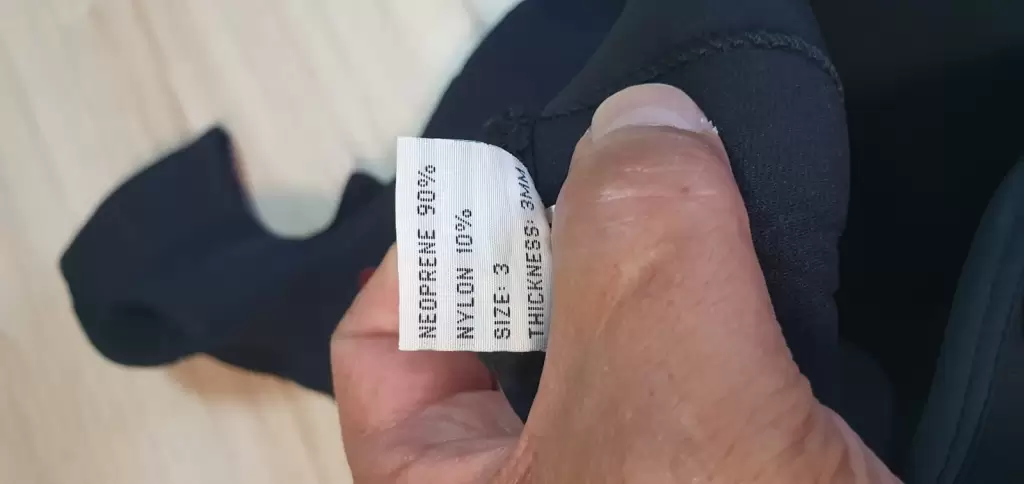 NEOPRENE 90%
NYLON 10%
SIZE: 3
THICKNESS: 3MM